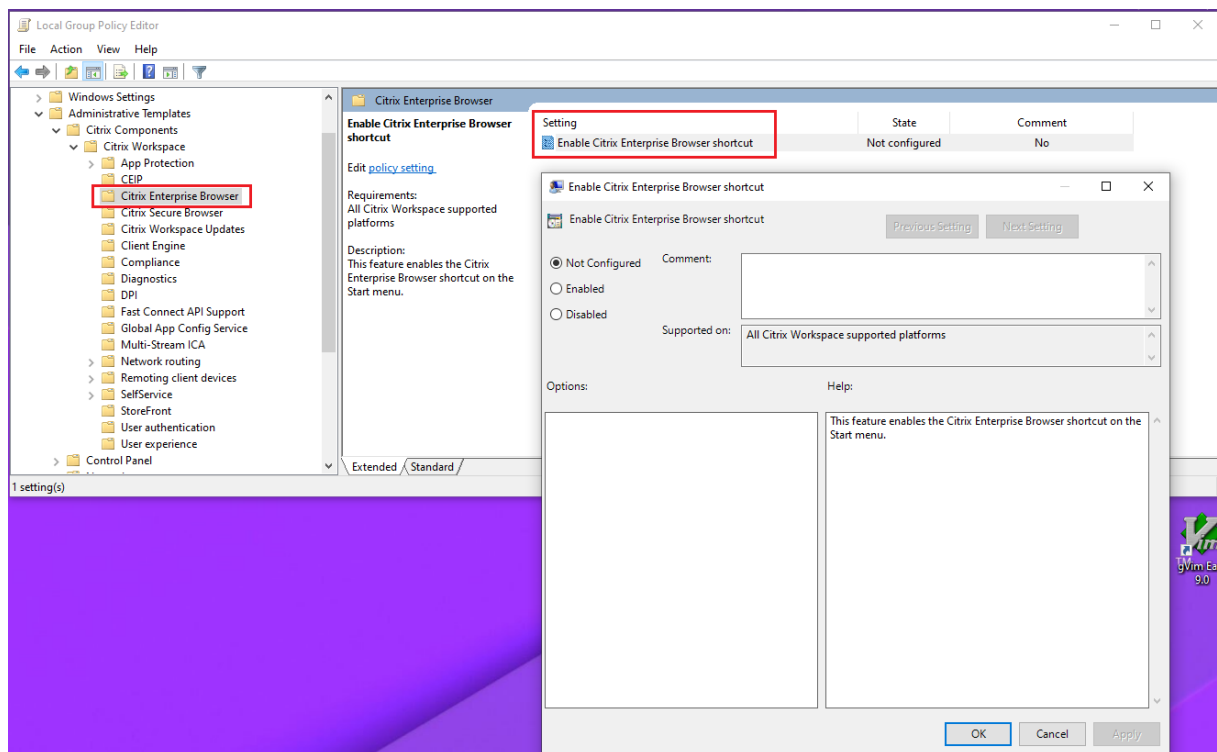 Local Group Policy Editor
File Action View Help
Windows Settings
Administrative Templates
Citrix Components
Citrix Workspace
App Protection
CEIP
Citrix Enterprise Browser
Citrix Secure Browser
Citrix Workspace Updates
Client Engine
Compliance
Diagnostics
DPI
Fast Connect API Support
Global App Config Service
Multi-Stream ICA
Network routing
Remoting client devices
SelfService
StoreFront
User authentication
User experience
Control Panel
1 setting(s)
Citrix Enterprise Browser
Enable Citrix Enterprise Browser
shortcut
Edit policy setting
Requirements:
All Citrix Workspace supported
platforms
Description:
This feature enables the Citrix
Enterprise Browser shortcut on the
Start menu.
Setting State Comment
Enable Citrix Enterprise Browser shortcut Not configured No
Extended Standard
Enable Citrix Enterprise Browser shortcut
Enable Citrix Enterprise Browser shortcut
Previous Setting Next Setting
Not Configured
Enabled
Disabled
Comment:
Supported on: All Citrix Workspace supported platforms
Options: Help:
This feature enables the Citrix Enterprise Browser shortcut on the
Start menu.
OK Cancel Apply
Vim
TM
gVim Ea
9.0